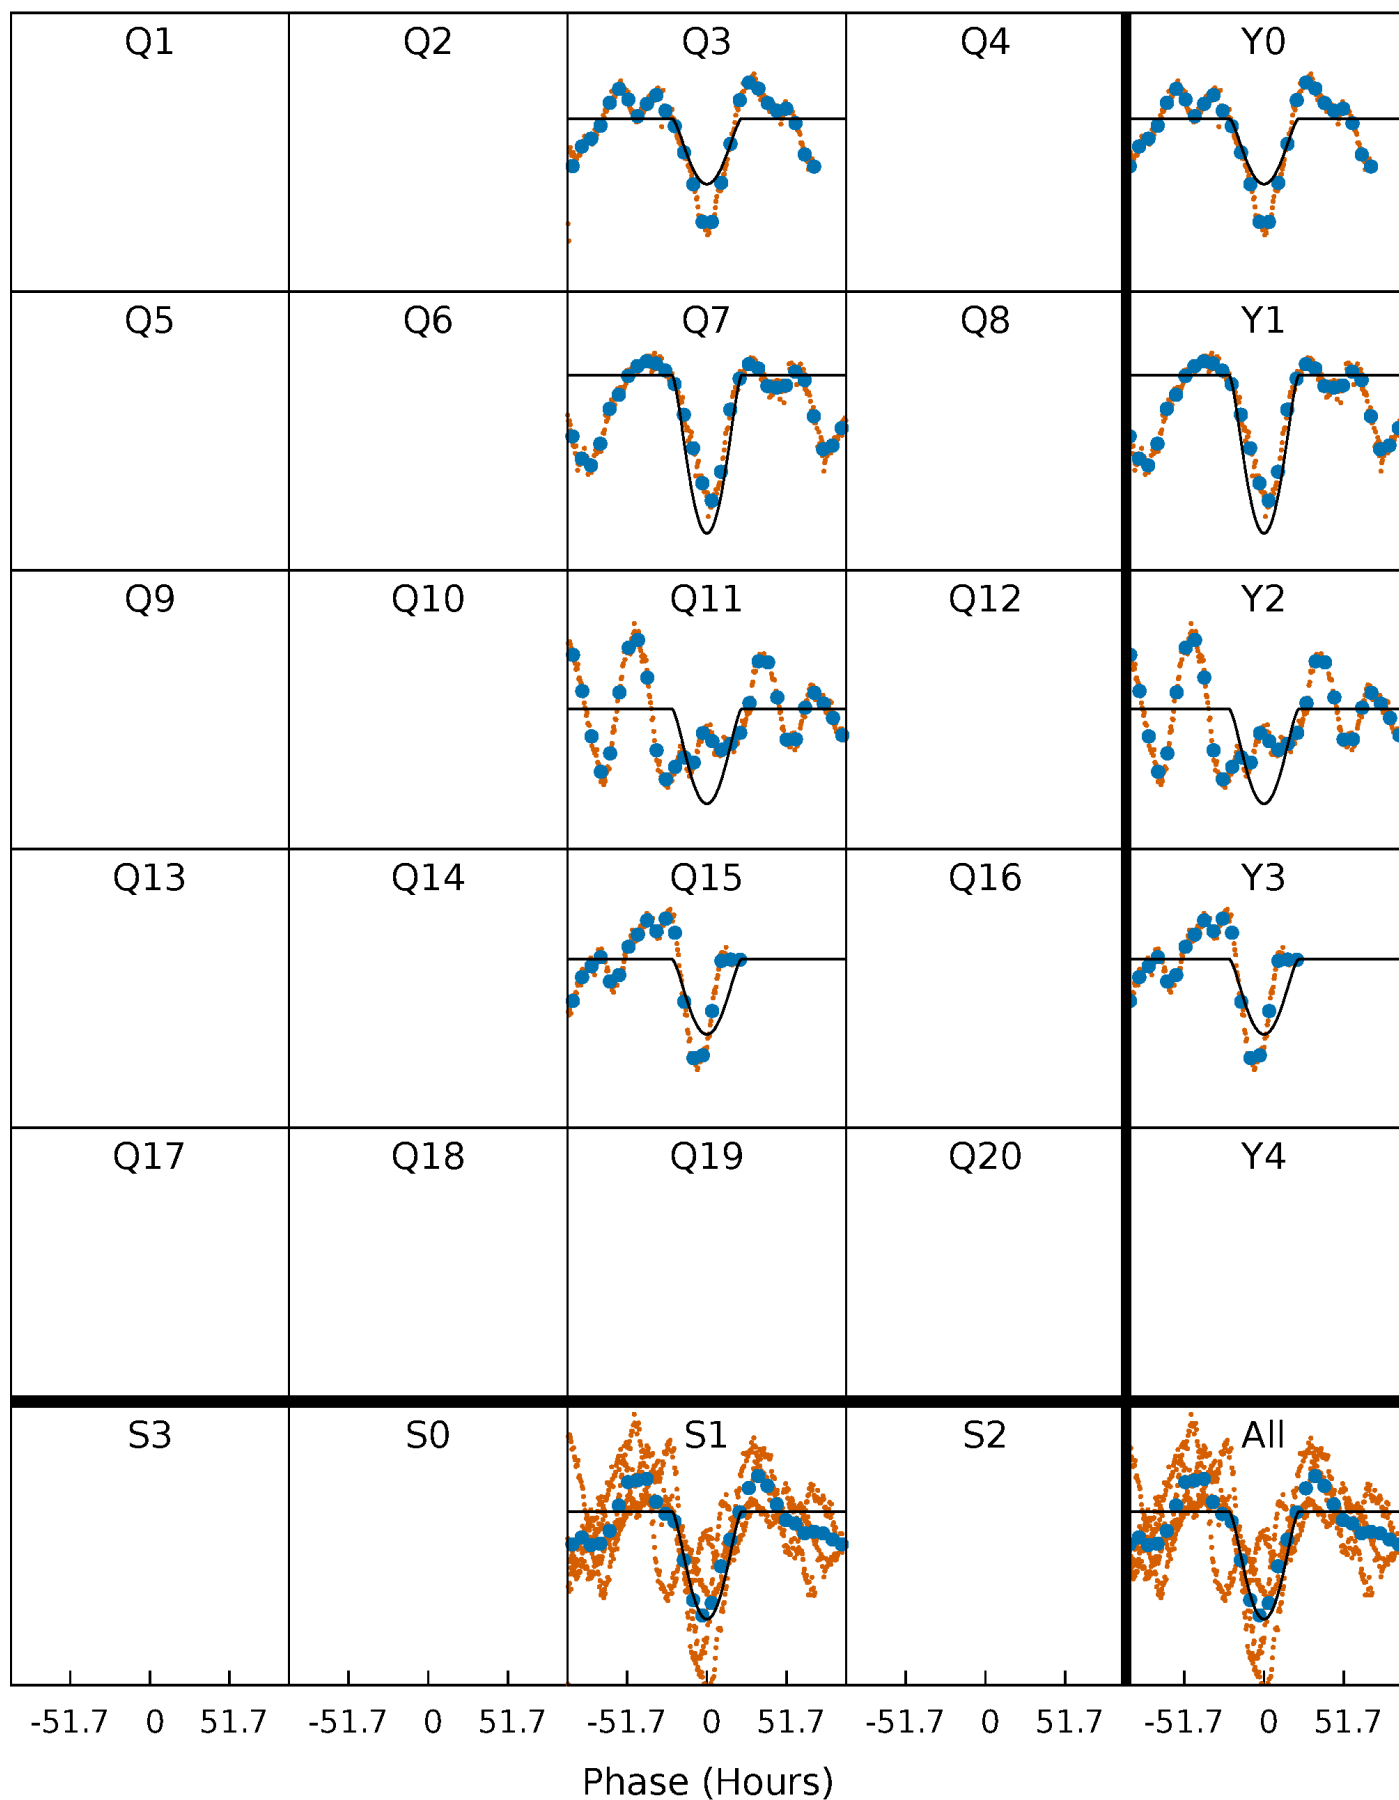 Q1 Q2 Q3 Q4 Y0
Q5 Q6 Q7 Q8 Y1
Q9 Q10 Q11 Q12 Y2
Q13 Q14 Q15 Q16 Y3
Q17 Q18 Q19 Q20 Y4
S3 S0 S1 S2 All
-51.7 0 51.7 -51.7 0 51.7 -51.7 0 51.7 -51.7 0 51.7 -51.7 0 51.7
Phase (Hours)